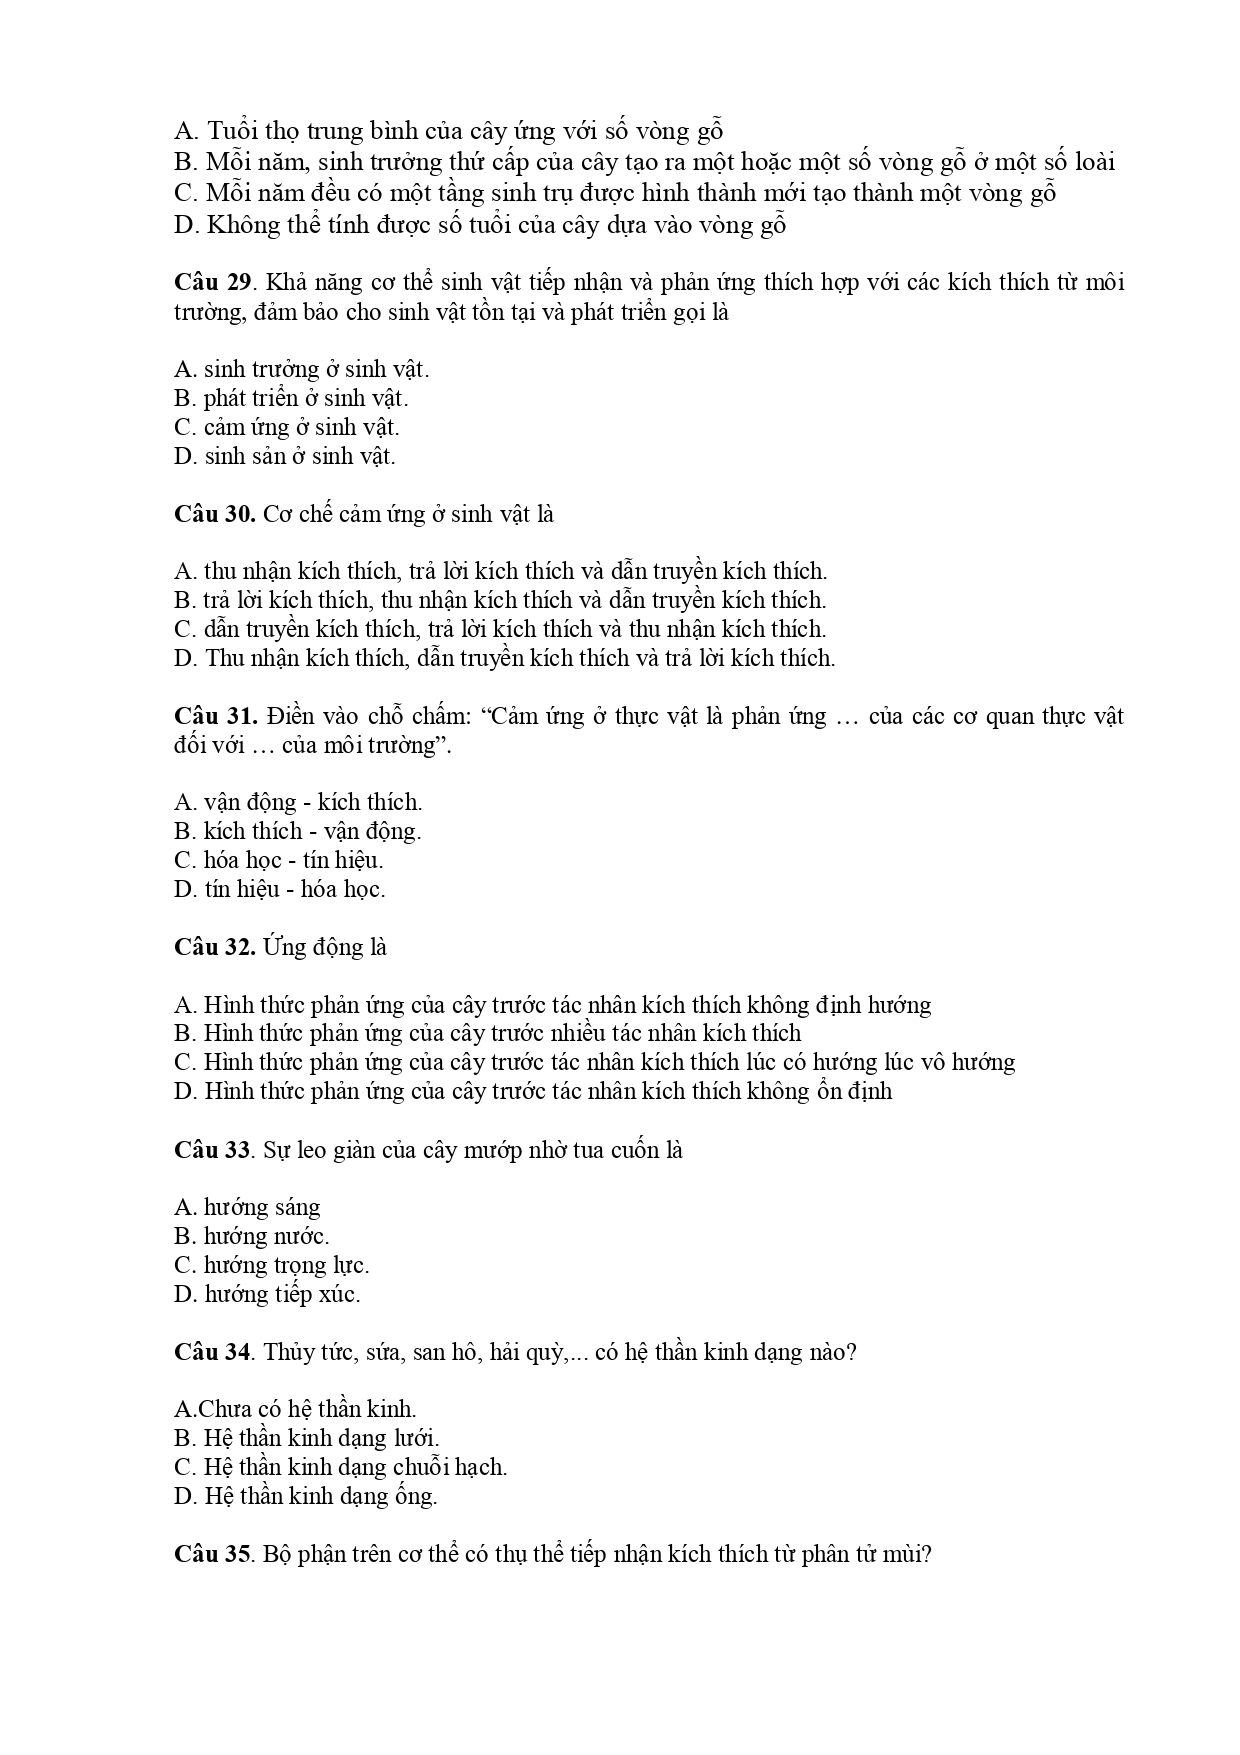 A. Tuổi thọ trung bình của cây ứng với số vòng gỗ
B. Mỗi năm, sinh trưởng thứ cấp của cây tạo ra một hoặc một số vòng gỗ ở một số loài
C. Mỗi năm đều có một tầng sinh trụ được hình thành mới tạo thành một vòng gỗ
D. Không thể tính được số tuổi của cây dựa vào vòng gỗ
Câu 29. Khả năng cơ thể sinh vật tiếp nhận và phản ứng thích hợp với các kích thích từ môi
trường, đảm bảo cho sinh vật tồn tại và phát triển gọi là
A. sinh trưởng ở sinh vật.
B. phát triển ở sinh vật.
C. cảm ứng ở sinh vật.
D. sinh sản ở sinh vật.
Câu 30. Cơ chế cảm ứng ở sinh vật là
A. thu nhận kích thích, trả lời kích thích và dẫn truyền kích thích.
B. trả lời kích thích, thu nhận kích thích và dẫn truyền kích thích.
C. dẫn truyền kích thích, trả lời kích thích và thu nhận kích thích.
D. Thu nhận kích thích, dẫn truyền kích thích và trả lời kích thích.
Câu 31. Điền vào chỗ chấm: “Cảm ứng ở thực vật là phản ứng … của các cơ quan thực vật
đối với … của môi trường”.
A. vận động - kích thích.
B. kích thích - vận động.
C. hóa học - tín hiệu.
D. tín hiệu - hóa học.
Câu 32. Ứng động là
A. Hình thức phản ứng của cây trước tác nhân kích thích không định hướng
B. Hình thức phản ứng của cây trước nhiều tác nhân kích thích
C. Hình thức phản ứng của cây trước tác nhân kích thích lúc có hướng lúc vô hướng
D. Hình thức phản ứng của cây trước tác nhân kích thích không ổn định
Câu 33. Sự leo giàn của cây mướp nhờ tua cuốn là
A. hướng sáng
B. hướng nước.
C. hướng trọng lực.
D. hướng tiếp xúc.
Câu 34. Thủy tức, sứa, san hô, hải quỳ,... có hệ thần kinh dạng nào?
A.Chưa có hệ thần kinh.
B. Hệ thần kinh dạng lưới.
C. Hệ thần kinh dạng chuỗi hạch.
D. Hệ thần kinh dạng ống.
Câu 35. Bộ phận trên cơ thể có thụ thể tiếp nhận kích thích từ phân tử mùi?